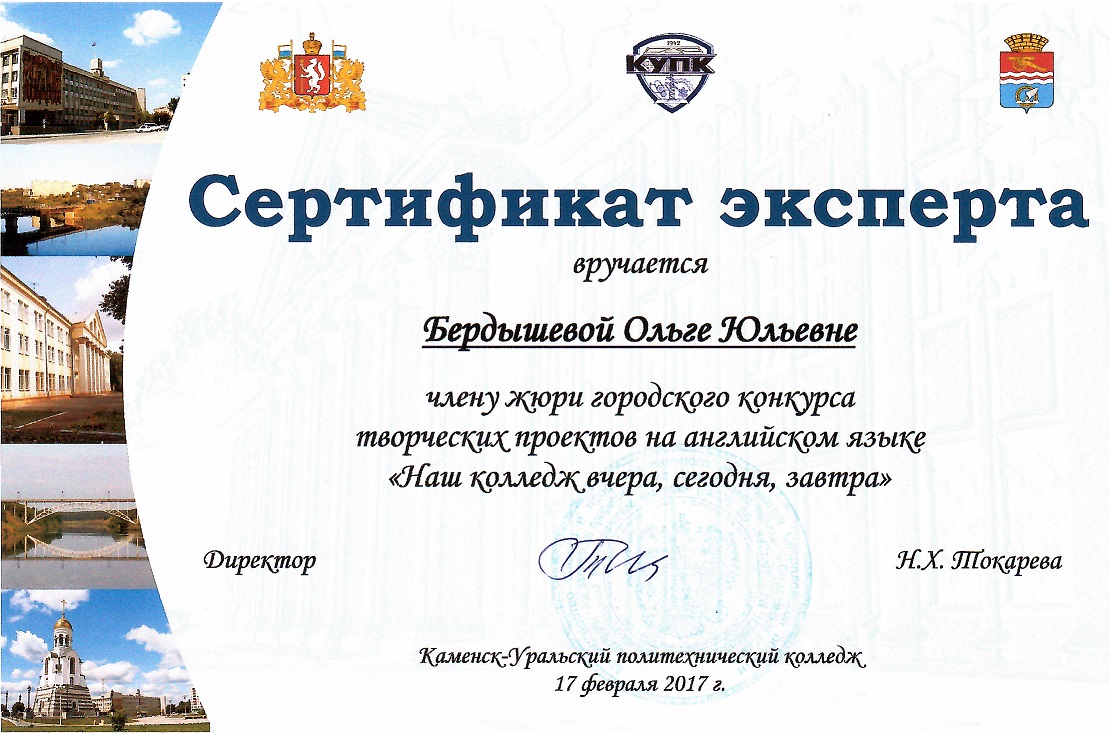 1942
КУПК
Сертификат эксперта
вручается
Бердышевой Ольге Юльевне
члену жюри городского конкурса
творческих проектов на английском языке
«Наш колледж вчера, сегодня, завтра»
Директор
Н.Х. Токарева
Каменск-Уральский политехнический колледж
17 февраля 2017 г.